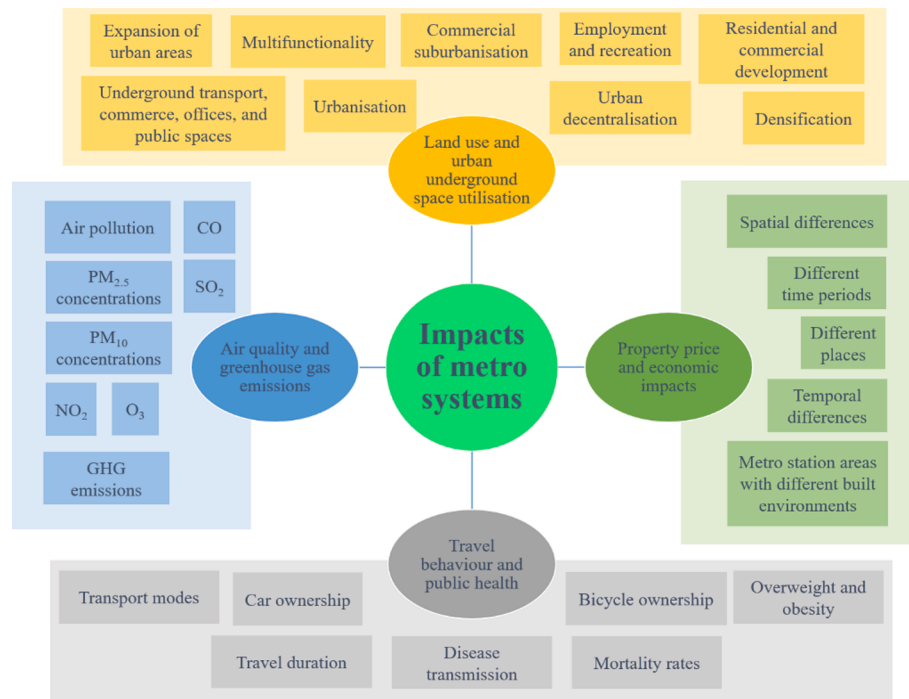 Expansion of
urban areas
Multifunctionality
Commercial
suburbanisation
Employment
and recreation
Residential and
commercial
development
Underground transport,
commerce, offices, and
public spaces
Urbanisation
Urban
decentralisation
Densification
Land use and
urban
underground
space utilisation
Air pollution
CO
PM₂.₅
concentrations
SO₂
PM₁₀
concentrations
NO₂
O₃
GHG
emissions
Air quality and
greenhouse gas
emissions
Impacts
of metro
systems
Property price
and economic
impacts
Spatial differences
Different
time periods
Different
places
Temporal
differences
Metro station areas
with different built
environments
Travel
behaviour and
public health
Transport modes
Car ownership
Bicycle ownership
Overweight and
obesity
Travel duration
Disease
transmission
Mortality rates